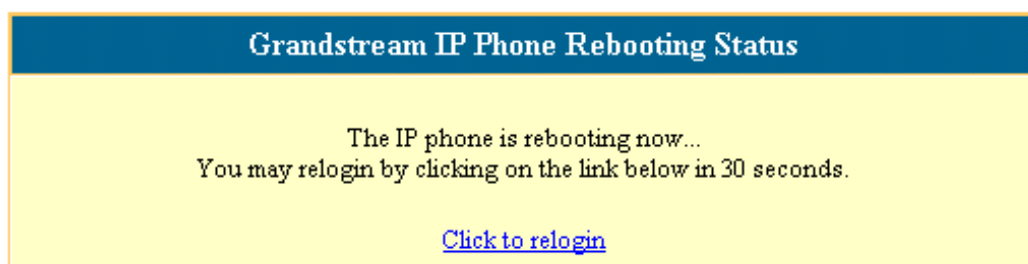 Grandstream IP Phone Rebooting Status
The IP phone is rebooting now...
You may relogin by clicking on the link below in 30 seconds.
Click to relogin